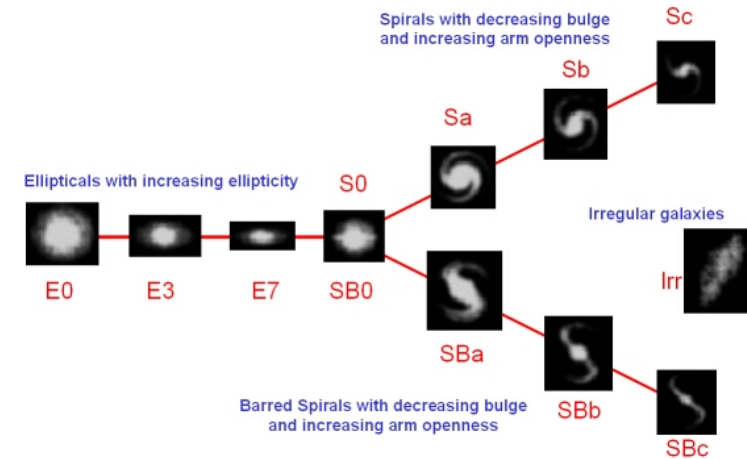 Spirals with decreasing bulge
and increasing arm openness
Sc
Sb
Sa
Ellipticals with increasing ellipticity
S0
Irregular galaxies
E0
E3
E7
SB0
Irr
SBa
Barred Spirals with decreasing bulge
and increasing arm openness
SBb
SBc